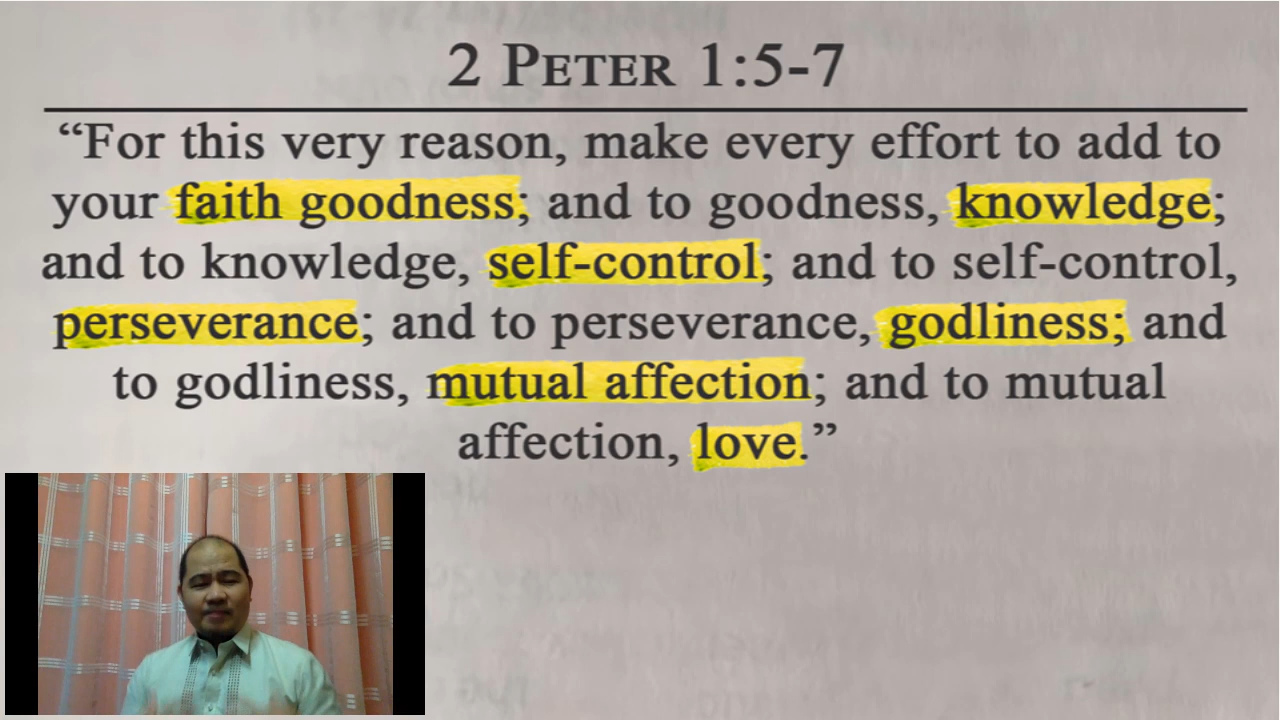 2 PETER 1:5-7
“For this very reason, make every effort to add to
your faith goodness; and to goodness, knowledge;
and to knowledge, self-control; and to self-control,
perseverance; and to perseverance, godliness; and
to godliness, mutual affection; and to mutual
affection, love.”